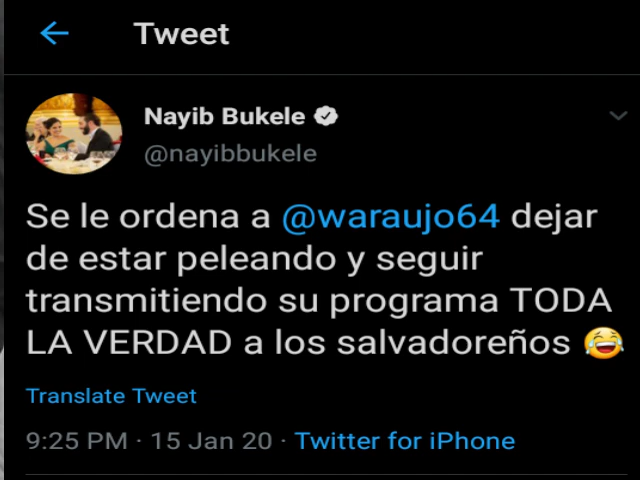 Tweet
Nayib Bukele
@nayibbukele
Se le ordena a @waraujo64 dejar
de estar peleando y seguir
transmitiendo su programa TODA
LA VERDAD a los salvadoreños 😂
Translate Tweet
9:25 PM · 15 Jan 20 · Twitter for iPhone